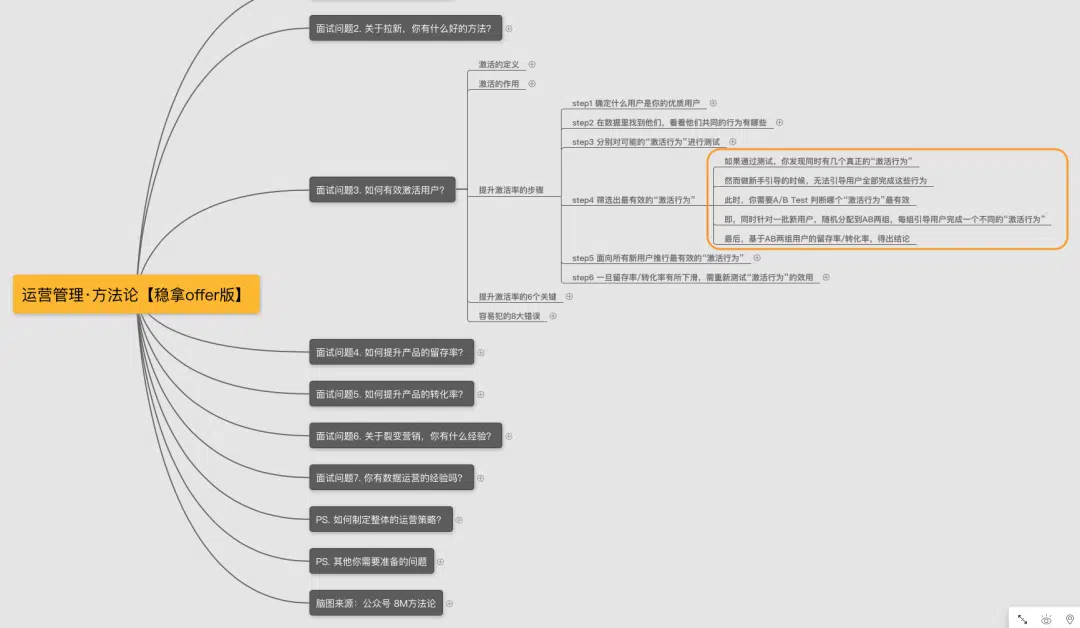 面试问题2. 关于拉新，你有什么好的方法？
激活的定义
激活的作用
step1 确定什么用户是你的优质用户
step2 在数据里找到他们，看看他们共同的行为有哪些
step3 分别对可能的“激活行为”进行测试
如果通过测试，你发现同时有几个真正的“激活行为”
然而做新手引导的时候，无法引导用户全部完成这些行为
面试问题3. 如何有效激活用户？
提升激活率的步骤
step4 筛选出最有效的“激活行为”
此时，你需要A/B Test 判断哪个“激活行为”最有效
即，同时针对一批新用户，随机分配到AB两组，每组引导用户完成一个不同的“激活行为”
最后，基于AB两组用户的留存率/转化率，得出结论
step5 面向所有新用户推行最有效的“激活行为”
step6 一旦留存率/转化率有所下滑，需重新测试“激活行为”的效用
运营管理·方法论【稳拿offer版】
提升激活率的6个关键
容易犯的8大错误
面试问题4. 如何提升产品的留存率？
面试问题5. 如何提升产品的转化率？
面试问题6. 关于裂变营销，你有什么经验？
面试问题7. 你有数据运营的经验吗？
PS. 如何制定整体的运营策略？
PS. 其他你需要准备的问题
脑图来源：公众号 8M方法论